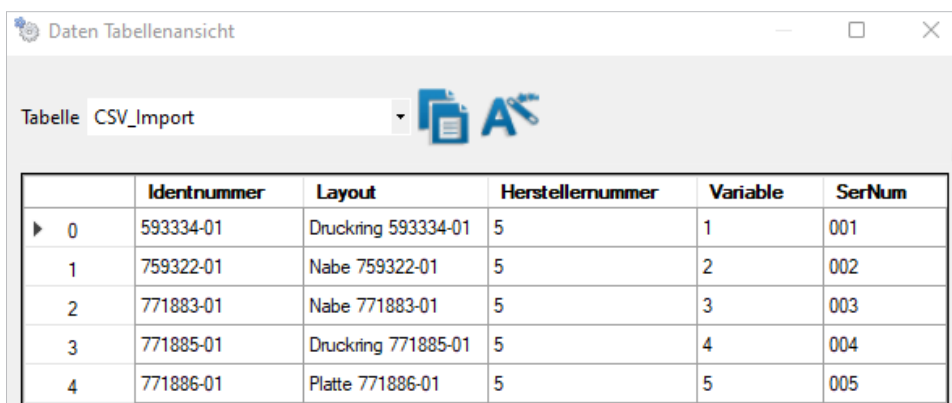 Daten Tabellenansicht
Tabelle CSV_Import
Identnummer Layout Herstellernummer Variable SerNum
0 593334-01 Druckring 593334-01 5 1 001
1 759322-01 Nabe 759322-01 5 2 002
2 771883-01 Nabe 771883-01 5 3 003
3 771885-01 Druckring 771885-01 5 4 004
4 771886-01 Platte 771886-01 5 5 005